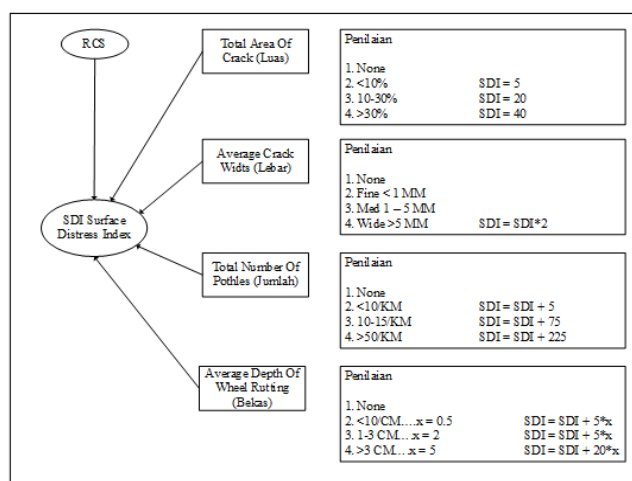 RCS
Total Area Of
Crack (Luas)
Penilaian
1. None
2. <10% SDI = 5
3. 10-30% SDI = 20
4. >30% SDI = 40
Average Crack
Widts (Lebar)
Penilaian
1. None
2. Fine < 1 MM
3. Med 1 – 5 MM
4. Wide >5 MM SDI = SDI*2
SDI Surface
Distress Index
Total Number Of
Pothles (Jumlah)
Penilaian
1. None
2. <10/KM SDI = SDI + 5
3. 10-15/KM SDI = SDI + 75
4. >50/KM SDI = SDI + 225
Average Depth Of
Wheel Rutting
(Bekas)
Penilaian
1. None
2. <10/CM....x = 0.5 SDI = SDI + 5*x
3. 1-3 CM... x = 2 SDI = SDI + 5*x
4. >3 CM... x = 5 SDI = SDI + 20*x